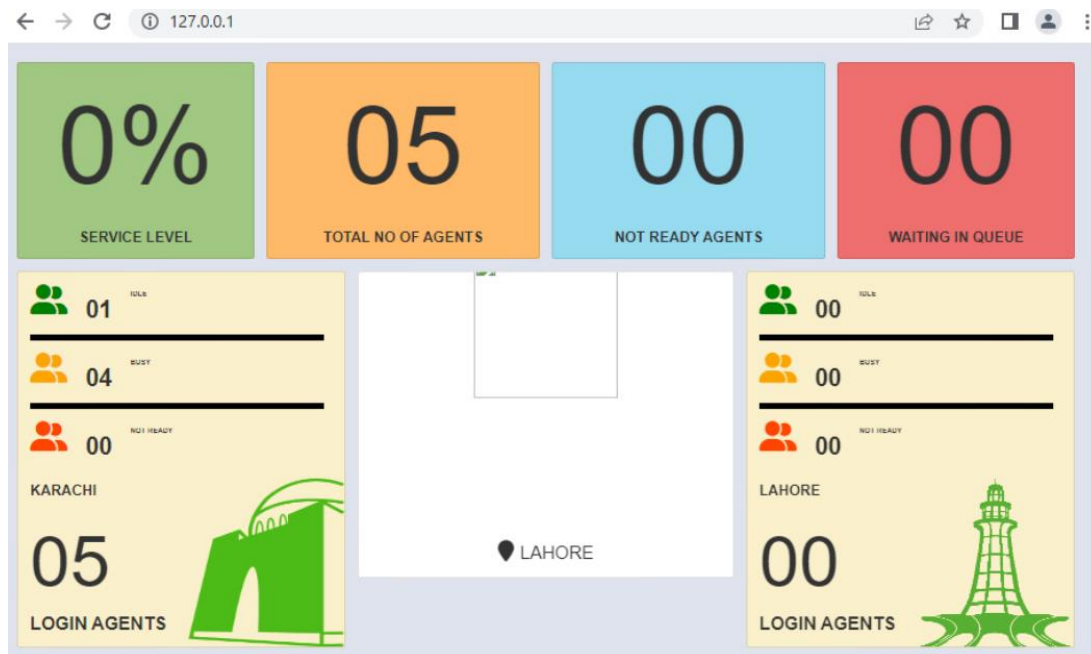 127.0.0.1
0%
SERVICE LEVEL
05
TOTAL NO OF AGENTS
00
NOT READY AGENTS
00
WAITING IN QUEUE
01 IDLE
04 BUSY
00 NOT READY
KARACHI
05
LOGIN AGENTS
LAHORE
00 IDLE
00 BUSY
00 NOT READY
LAHORE
00
LOGIN AGENTS